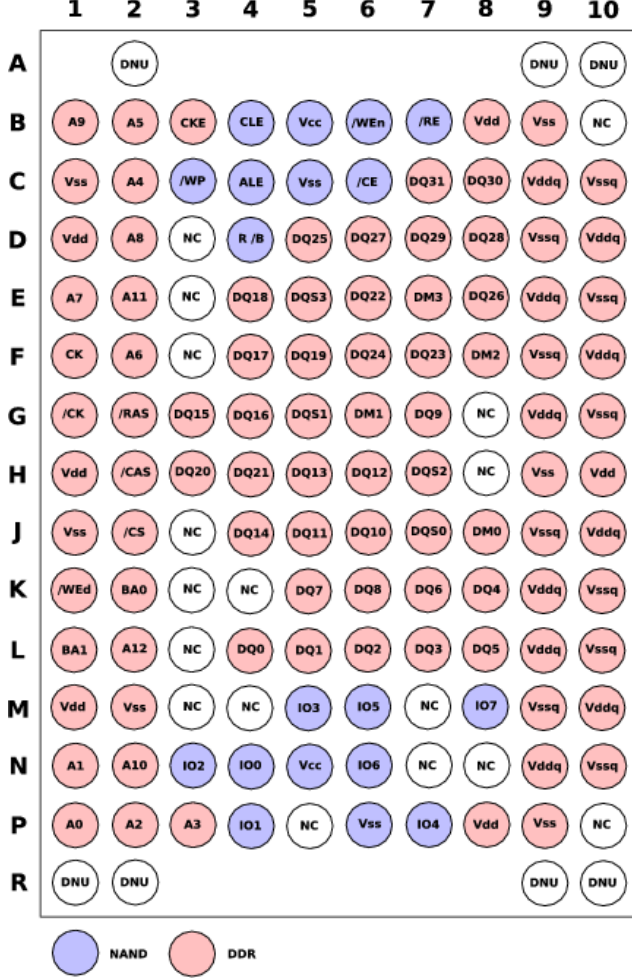 1 2 3 4 5 6 7 8 9 10
A DNU DNU DNU
B A9 A5 CKE CLE Vcc /WEn /RE Vdd Vss NC
C Vss A4 /WP ALE Vss /CE DQ31 DQ30 Vddq Vssq
D Vdd A8 NC R /B DQ25 DQ27 DQ29 DQ28 Vssq Vddq
E A7 A11 NC DQ18 DQS3 DQ22 DM3 DQ26 Vddq Vssq
F CK A6 NC DQ17 DQ19 DQ24 DQ23 DM2 Vssq Vddq
G /CK /RAS DQ15 DQ16 DQS1 DM1 DQ9 NC Vddq Vssq
H Vdd /CAS DQ20 DQ21 DQ13 DQ12 DQS2 NC Vss Vdd
J Vss /CS NC DQ14 DQ11 DQ10 DQS0 DM0 Vssq Vddq
K /WEd BA0 NC NC DQ7 DQ8 DQ6 DQ4 Vddq Vssq
L BA1 A12 NC DQ0 DQ1 DQ2 DQ3 DQ5 Vddq Vssq
M Vdd Vss NC NC IO3 IO5 NC IO7 Vssq Vddq
N A1 A10 IO2 IO0 Vcc IO6 NC NC Vddq Vssq
P A0 A2 A3 IO1 NC Vss IO4 Vdd Vss NC
R DNU DNU DNU DNU
NAND DDR